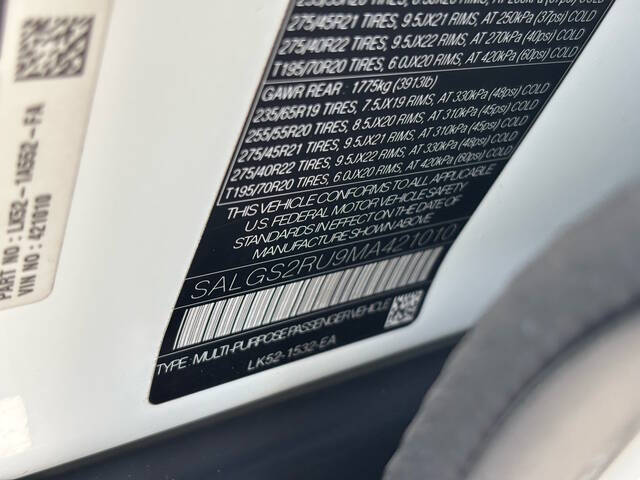 275/45R21 TIRES, 9.5JX21 RIMS, AT 250kPa (37psi) COLD
275/40R22 TIRES, 9.5JX22 RIMS, AT 270kPa (40psi) COLD
T195/70R20 TIRES, 6.0JX20 RIMS, AT 420kPa (60psi) COLD
GAWR REAR : 1775kg (3913lb)
235/65R19 TIRES, 7.5JX19 RIMS, AT 330kPa (48psi) COLD
255/55R20 TIRES, 8.5JX20 RIMS, AT 310kPa (45psi) COLD
275/45R21 TIRES, 9.5JX21 RIMS, AT 310kPa (45psi) COLD
275/40R22 TIRES, 9.5JX22 RIMS, AT 330kPa (48psi) COLD
T195/70R20 TIRES, 6.0JX20 RIMS, AT 420kPa (60psi) COLD
THIS VEHICLE CONFORMS TO ALL APPLICABLE
U.S. FEDERAL MOTOR VEHICLE SAFETY
STANDARDS IN EFFECT ON THE DATE OF
MANUFACTURE SHOWN ABOVE.
SALGS2RU9MA421010
TYPE: MULTI-PURPOSE PASSENGER VEHICLE
LK52-1532-EA
LK52-1A552-FA
VIN NO : 421010